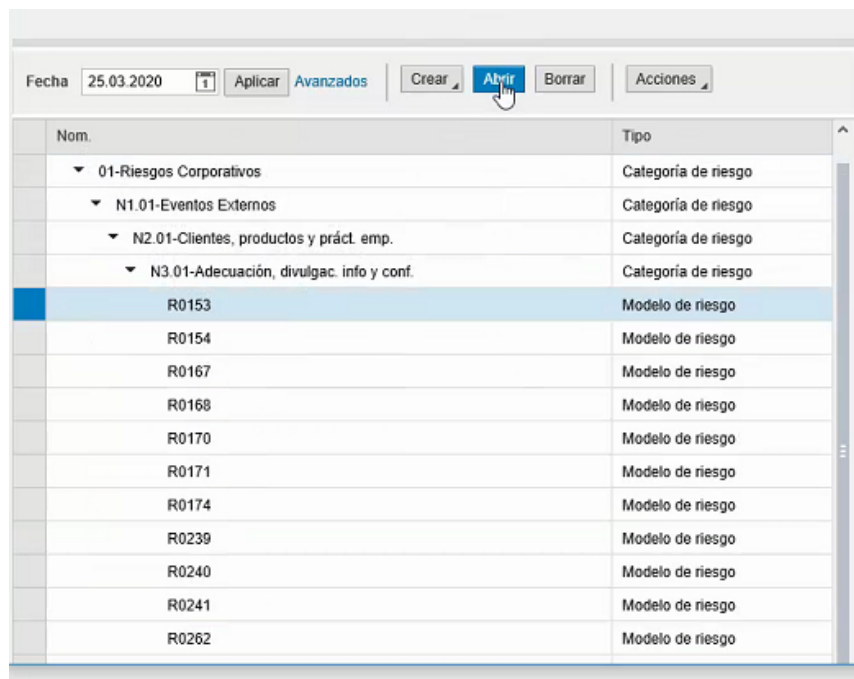 Fecha 25.03.2020 1 Aplicar Avanzados Crear Abrir Borrar Acciones
Nom. Tipo
01-Riesgos Corporativos Categoría de riesgo
N1.01-Eventos Externos Categoría de riesgo
N2.01-Clientes, productos y práct. emp. Categoría de riesgo
N3.01-Adecuación, divulgac. info y conf. Categoría de riesgo
R0153 Modelo de riesgo
R0154 Modelo de riesgo
R0167 Modelo de riesgo
R0168 Modelo de riesgo
R0170 Modelo de riesgo
R0171 Modelo de riesgo
R0174 Modelo de riesgo
R0239 Modelo de riesgo
R0240 Modelo de riesgo
R0241 Modelo de riesgo
R0262 Modelo de riesgo